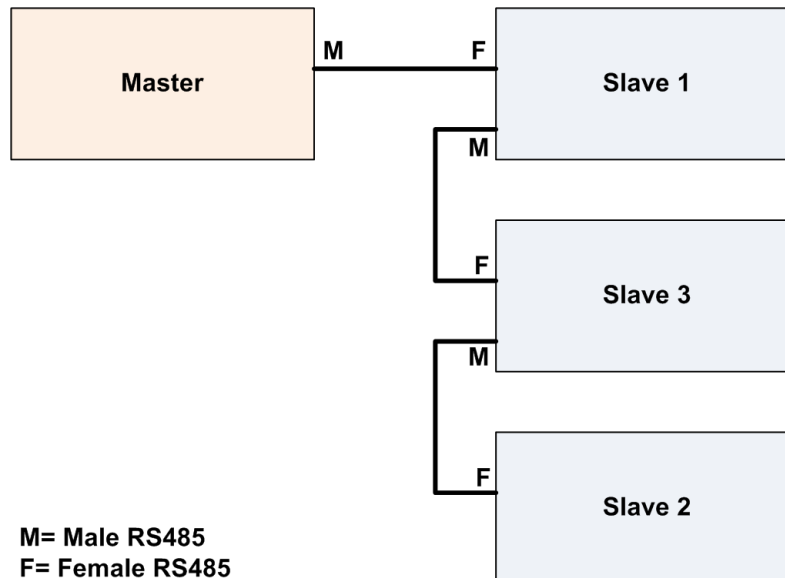 M F
Master
Slave 1
M
F
Slave 3
M
F
Slave 2
M= Male RS485
F= Female RS485